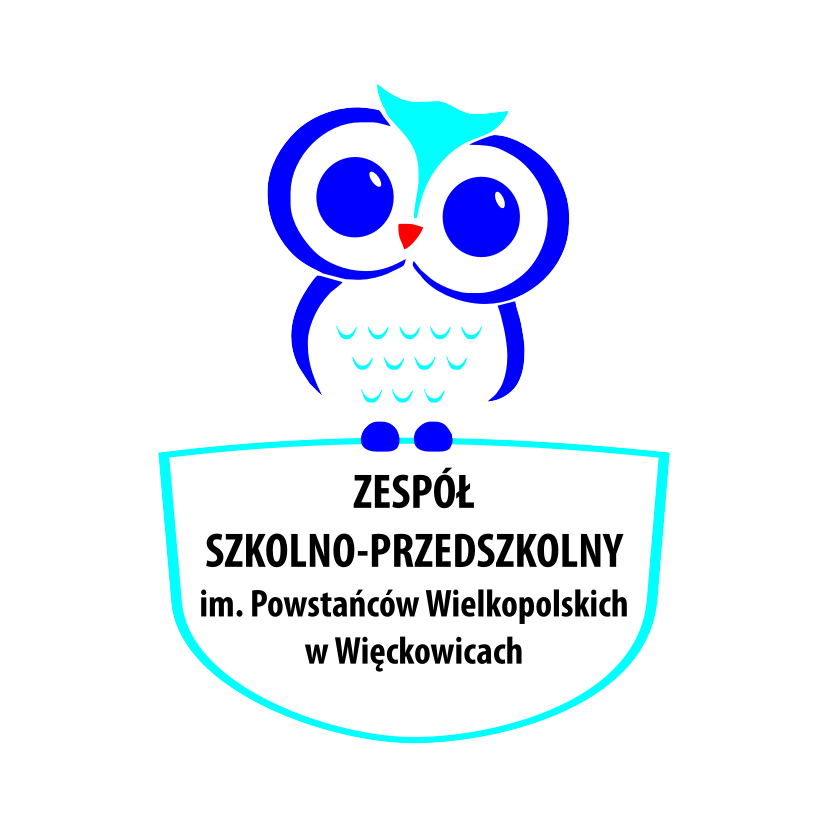 ZESPÓŁ
SZKOLNO-PRZEDSZKOLNY
im. Powstańców Wielkopolskich
w Więckowicach